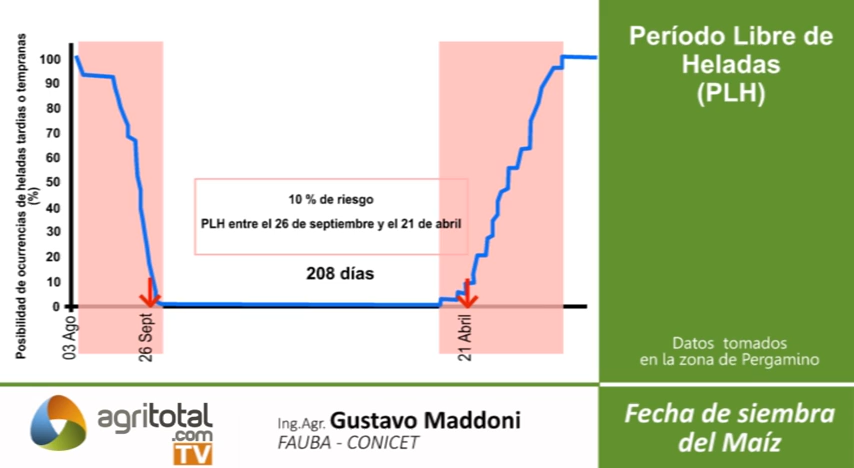 Posibilidad de ocurrencias de heladas tardias o tempranas
(%)
100
90
80
70
60
50
40
30
20
10
0
03 Ago
26 Sept
21 Abril
10 % de riesgo
PLH entre el 26 de septiembre y el 21 de abril
208 días
Período Libre de
Heladas
(PLH)
Datos tomados
en la zona de Pergamino
agritotal
.com
TV
Ing.Agr. Gustavo Maddoni
FAUBA - CONICET
Fecha de siembra
del Maíz